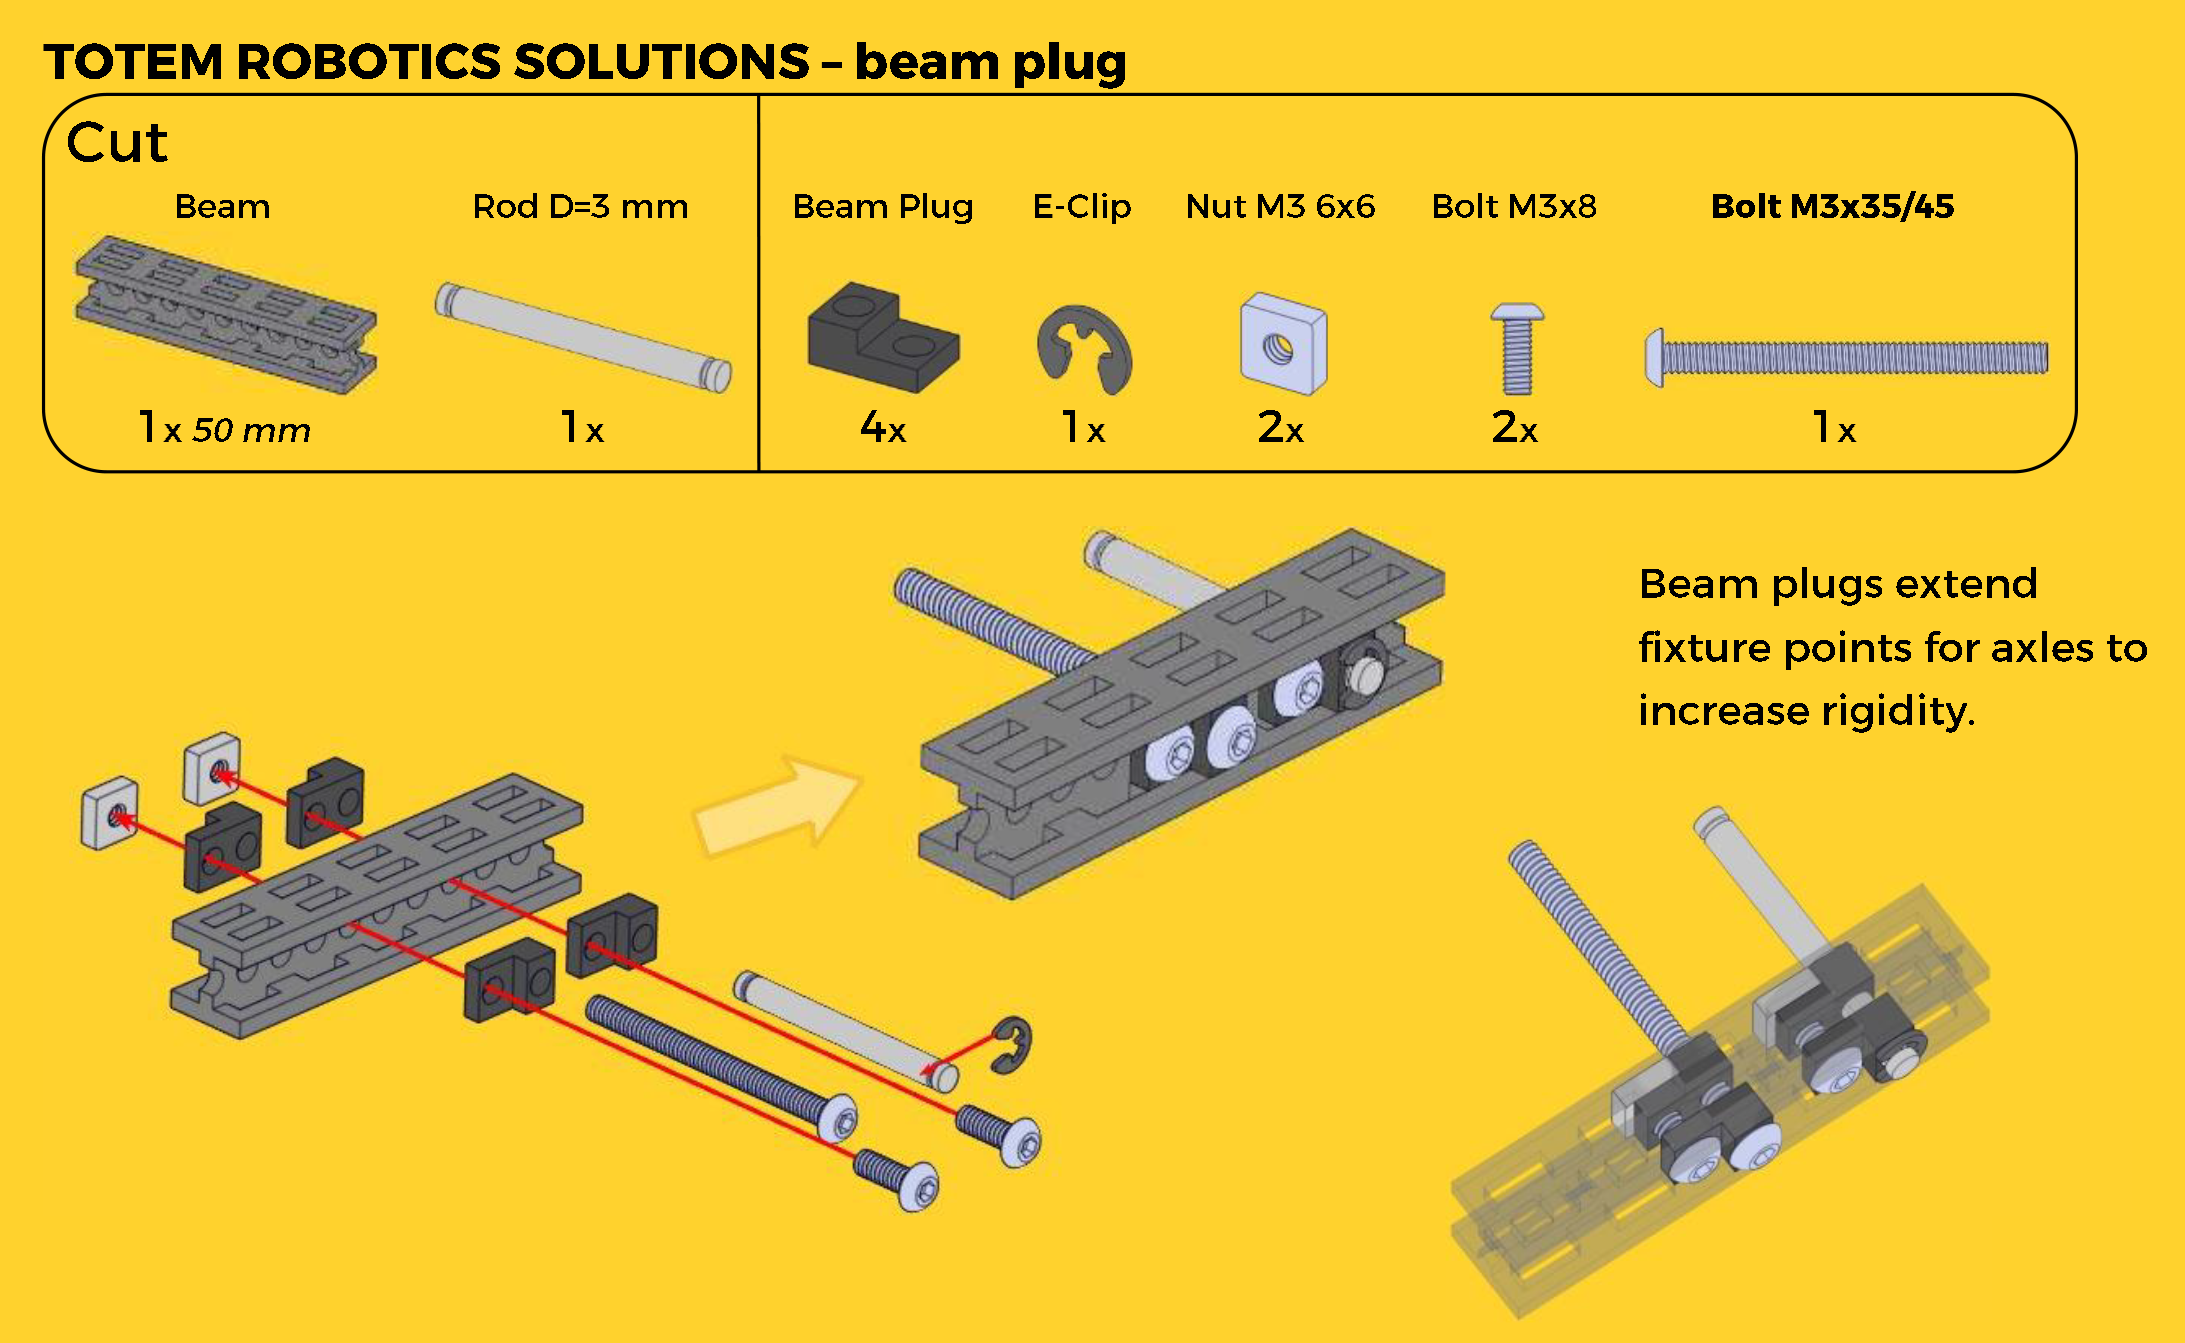 TOTEM ROBOTICS SOLUTIONS – beam plug
Cut
Beam
Rod D=3 mm
Beam Plug
E-Clip
Nut M3 6x6
Bolt M3x8
Bolt M3x35/45
1x 50 mm
1x
4x
1x
2x
2x
1x
Beam plugs extend
fixture points for axles to
increase rigidity.